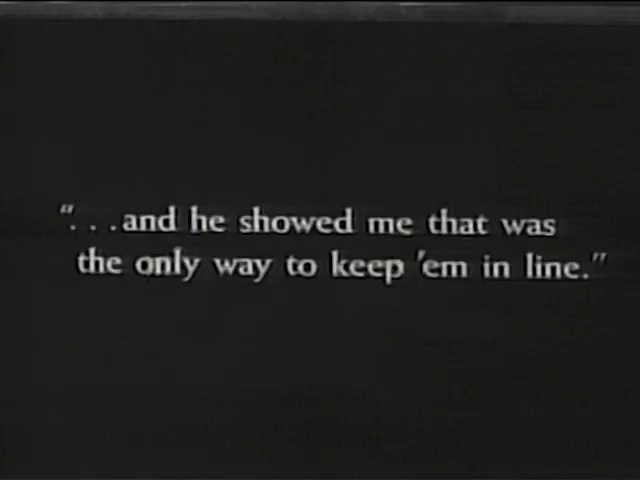 ". . .and he showed me that was
the only way to keep 'em in line."